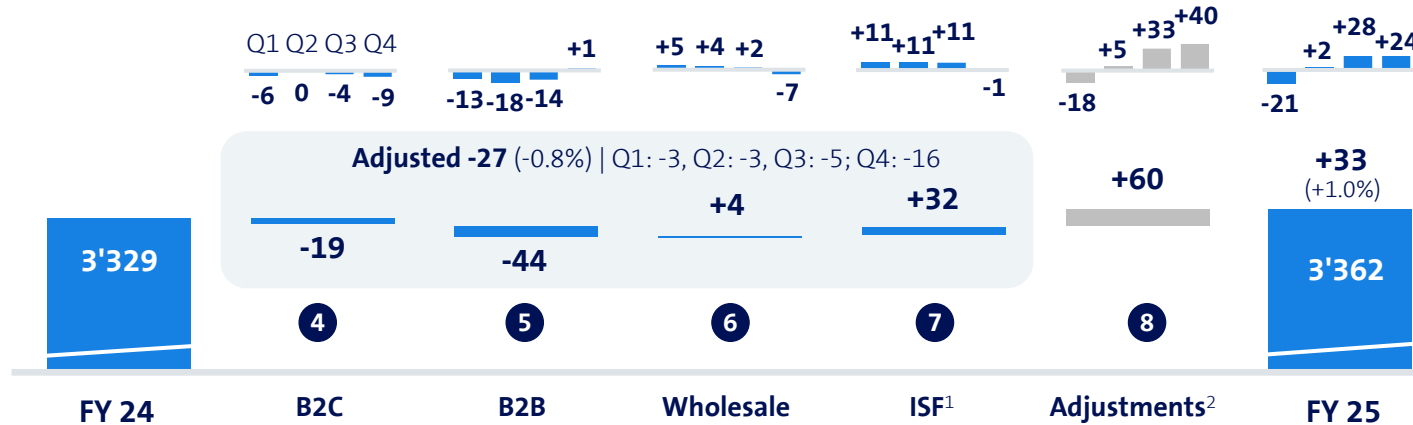 Q1 Q2 Q3 Q4
-6 0 -4 -9
-13 -18 -14 +1
+5 +4 +2 -7
+11 +11 +11 -1
-18 +5 +33 +40
-21 +2 +28 +24
Adjusted -27 (-0.8%) | Q1: -3, Q2: -3, Q3: -5; Q4: -16
3'329
-19
-44
+4
+32
+60
+33
(+1.0%)
3'362
4 5 6 7 8
FY 24 B2C B2B Wholesale ISF1 Adjustments2 FY 25